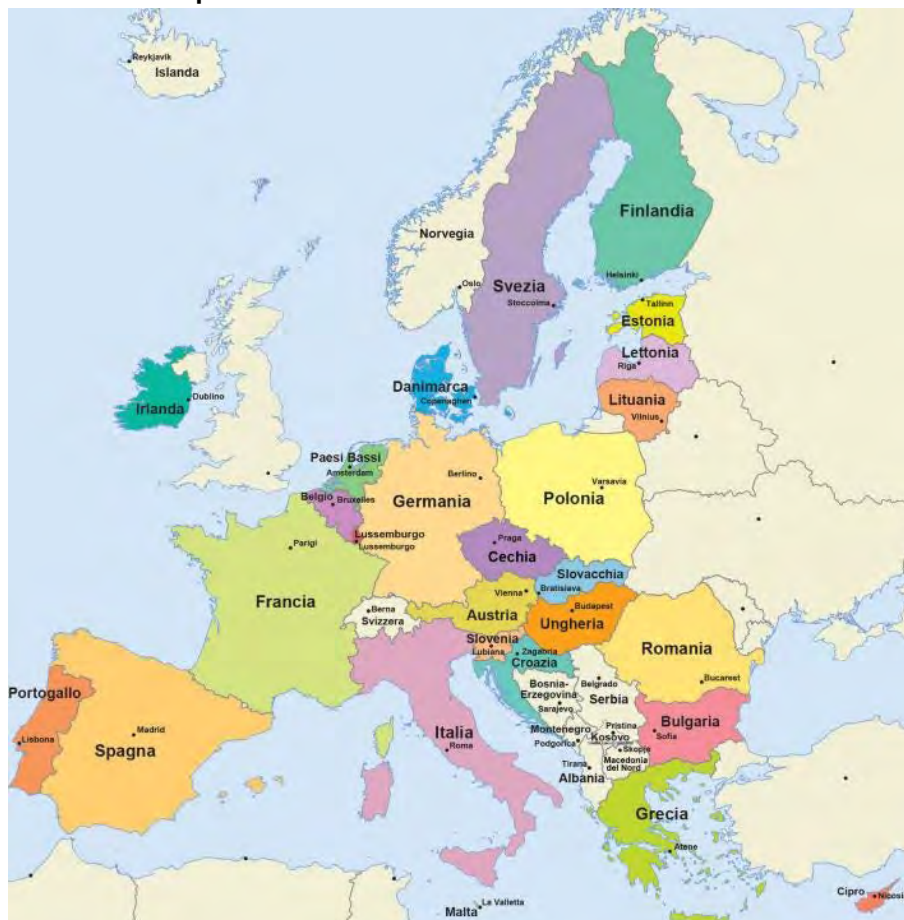 Reykjavik
Islanda
Norvegia
Oslo
Svezia
Stoccolma
Finlandia
Helsinki
Tallinn
Estonia
Lettonia
Riga
Lituania
Vilnius
Danimarca
Copenaghen
Dublino
Irlanda
Paesi Bassi
Amsterdam
Belgio
Bruxelles
Lussemburgo
Lussemburgo
Berlino
Germania
Varsavia
Polonia
Praga
Cechia
Slovacchia
Bratislava
Vienna
Austria
Budapest
Ungheria
Parigi
Francia
Berna
Svizzera
Slovenia
Lubiana
Zagabria
Croazia
Romania
Bucarest
Bosnia-
Erzegovina
Sarajevo
Belgrado
Serbia
Montenegro
Podgorica
Pristina
Kosovo
Skopje
Macedonia
del Nord
Tirana
Albania
Bulgaria
Sofia
Portogallo
Lisbona
Madrid
Spagna
Italia
Roma
Grecia
Atene
La Valletta
Malta
Cipro
Nicosi